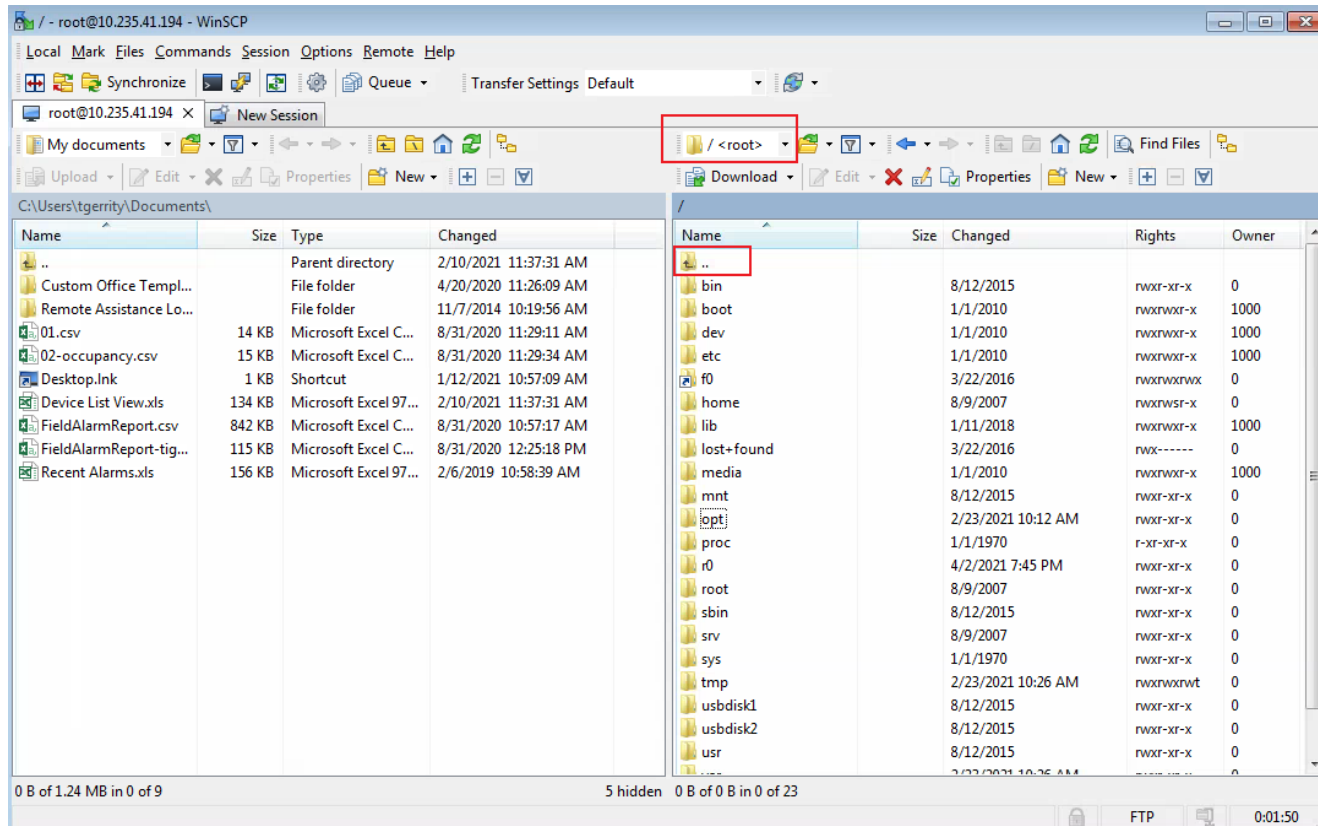 / - root@10.235.41.194 - WinSCP
Local Mark Files Commands Session Options Remote Help
Synchronize Queue Transfer Settings Default
root@10.235.41.194 × New Session
My documents / <root> Find Files
Upload Edit Properties New Download Edit Properties New
C:\Users\tgerrity\Documents\ /
Name Size Type Changed Name Size Changed Rights Owner
.. Parent directory 2/10/2021 11:37:31 AM ..
Custom Office Templ... File folder 4/20/2020 11:26:09 AM bin 8/12/2015 rwxr-xr-x 0
Remote Assistance Lo... File folder 11/7/2014 10:19:56 AM boot 1/1/2010 rwxrwxr-x 1000
01.csv 14 KB Microsoft Excel C... 8/31/2020 11:29:11 AM dev 1/1/2010 rwxrwxr-x 1000
02-occupancy.csv 15 KB Microsoft Excel C... 8/31/2020 11:29:34 AM etc 1/1/2010 rwxrwxr-x 1000
Desktop.lnk 1 KB Shortcut 1/12/2021 10:57:09 AM f0 3/22/2016 rwxrwxrwx 0
Device List View.xls 134 KB Microsoft Excel 97... 2/10/2021 11:37:31 AM home 8/9/2007 rwxrwsr-x 0
FieldAlarmReport.csv 842 KB Microsoft Excel C... 8/31/2020 10:57:17 AM lib 1/11/2018 rwxrwxr-x 1000
FieldAlarmReport-tig... 115 KB Microsoft Excel C... 8/31/2020 12:25:18 PM lost+found 3/22/2016 rwx------ 0
Recent Alarms.xls 156 KB Microsoft Excel 97... 2/6/2019 10:58:39 AM media 1/1/2010 rwxrwxr-x 1000
mnt 8/12/2015 rwxr-xr-x 0
opt 2/23/2021 10:12 AM rwxr-xr-x 0
proc 1/1/1970 r-xr-xr-x 0
r0 4/2/2021 7:45 PM rwxr-xr-x 0
root 8/9/2007 rwxr-xr-x 0
sbin 8/12/2015 rwxr-xr-x 0
srv 8/9/2007 rwxr-xr-x 0
sys 1/1/1970 rwxr-xr-x 0
tmp 2/23/2021 10:26 AM rwxrwxrwt 0
usbdisk1 8/12/2015 rwxr-xr-x 0
usbdisk2 8/12/2015 rwxr-xr-x 0
usr 8/12/2015 rwxr-xr-x 0
0 B of 1.24 MB in 0 of 9 5 hidden 0 B of 0 B in 0 of 23
FTP 0:01:50